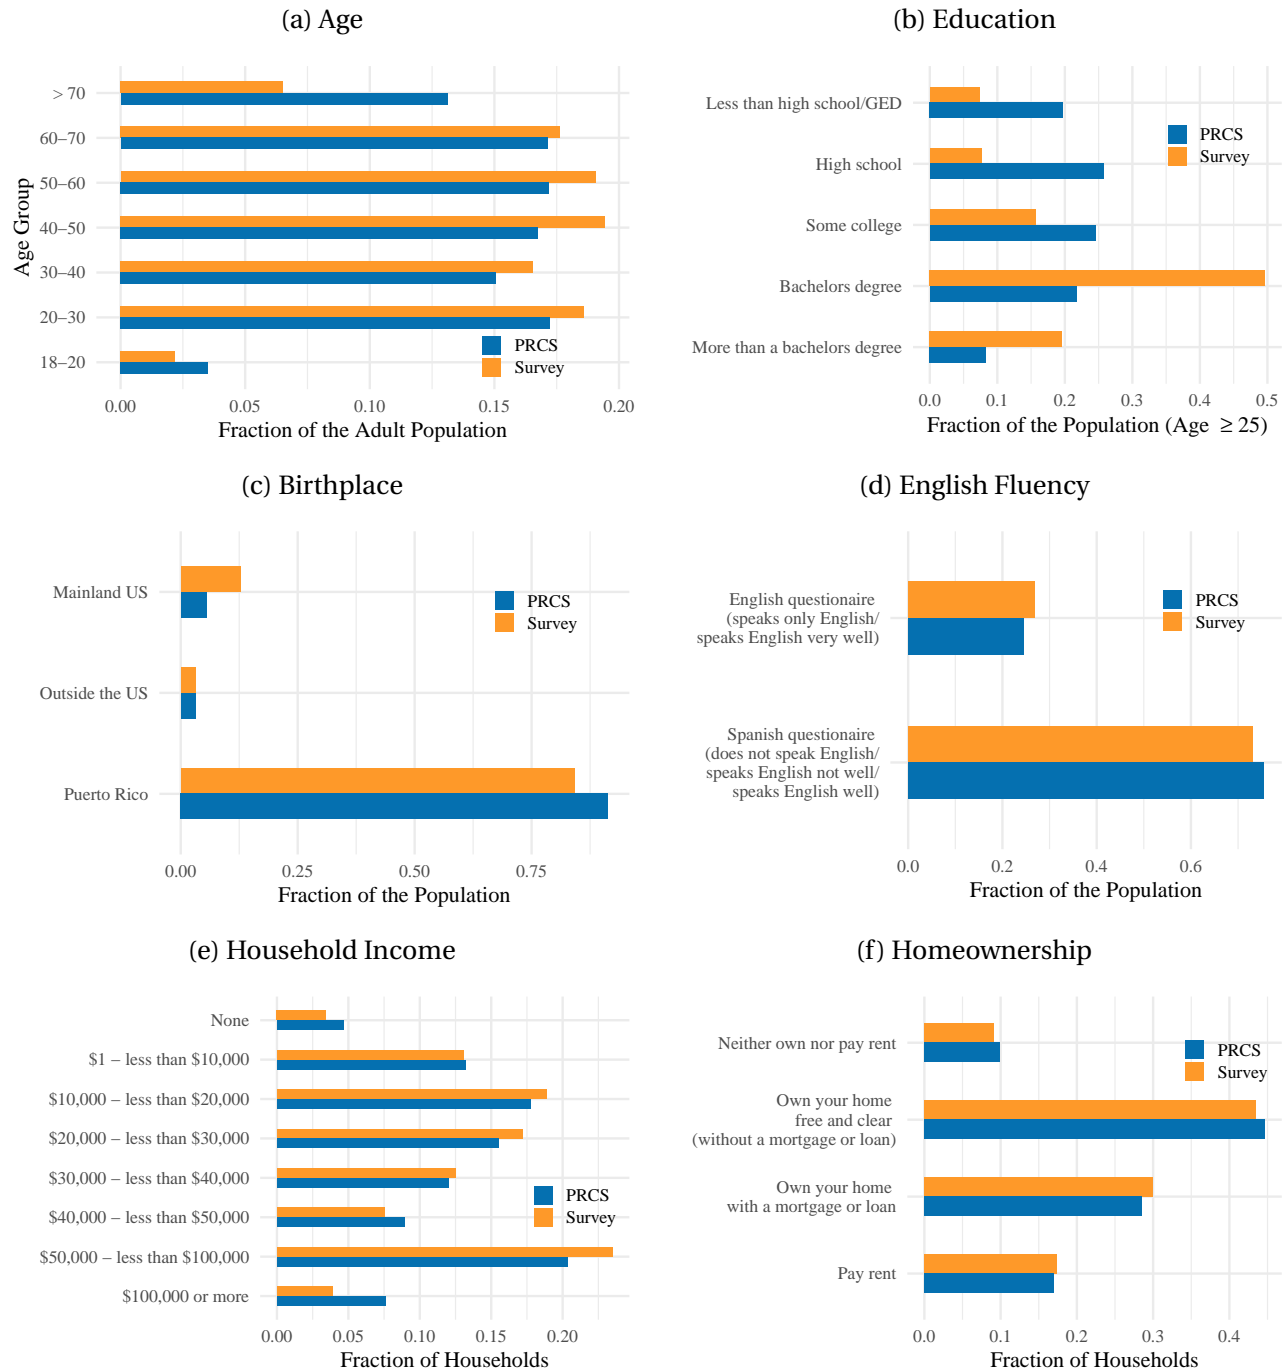 (a) Age
> 70
60–70
50–60
40–50
30–40
20–30
18–20
Age Group
PRCS
Survey
0.00 0.05 0.10 0.15 0.20
Fraction of the Adult Population
(b) Education
Less than high school/GED
High school
Some college
Bachelors degree
More than a bachelors degree
PRCS
Survey
0.0 0.1 0.2 0.3 0.4 0.5
Fraction of the Population (Age ≥ 25)
(c) Birthplace
Mainland US
Outside the US
Puerto Rico
PRCS
Survey
0.00 0.25 0.50 0.75
Fraction of the Population
(d) English Fluency
English questionaire
(speaks only English/
speaks English very well)
Spanish questionaire
(does not speak English/
speaks English not well/
speaks English well)
PRCS
Survey
0.0 0.2 0.4 0.6
Fraction of the Population
(e) Household Income
None
$1 – less than $10,000
$10,000 – less than $20,000
$20,000 – less than $30,000
$30,000 – less than $40,000
$40,000 – less than $50,000
$50,000 – less than $100,000
$100,000 or more
PRCS
Survey
0.00 0.05 0.10 0.15 0.20
Fraction of Households
(f) Homeownership
Neither own nor pay rent
Own your home
free and clear
(without a mortgage or loan)
Own your home
with a mortgage or loan
Pay rent
PRCS
Survey
0.0 0.1 0.2 0.3 0.4
Fraction of Households